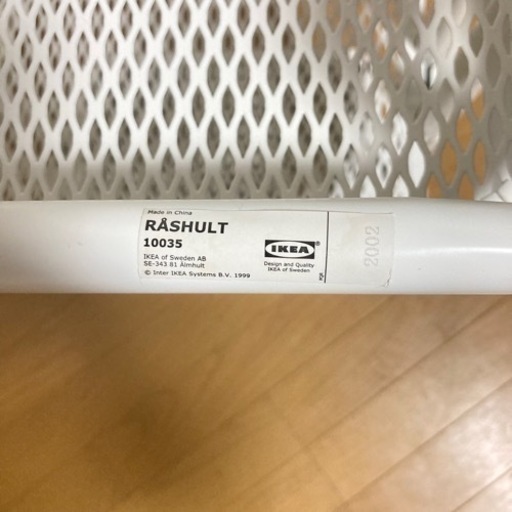 Made in China
RÅSHULT
10035
IKEA of Sweden AB
SE-343 81 Älmhult
© Inter IKEA Systems B.V. 1999
IKEA
Design and Quality
IKEA of Sweden
2002